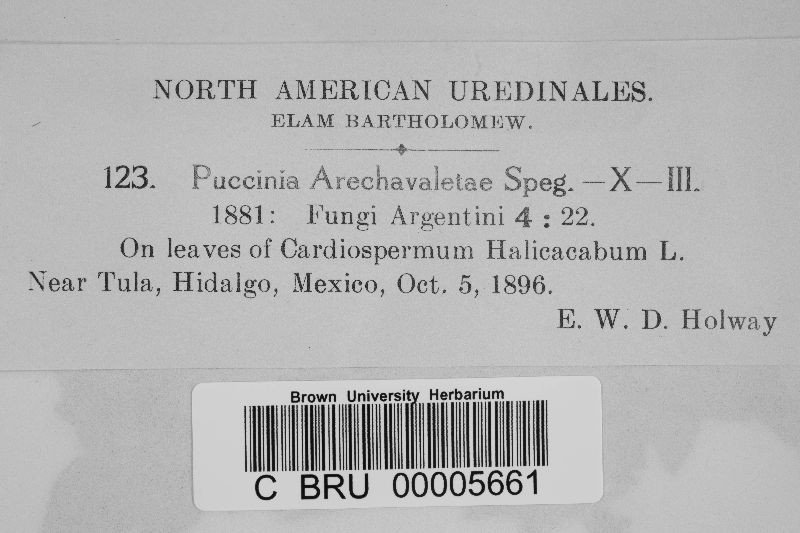 NORTH AMERICAN UREDINALES.
ELAM BARTHOLOMEW.
123. Puccinia Arechavaletae Speg. —X—III.
1881: Fungi Argentini 4 : 22.
On leaves of Cardiospermum Halicacabum L.
Near Tula, Hidalgo, Mexico, Oct. 5, 1896.
E. W. D. Holway
Brown University Herbarium
C BRU 00005661